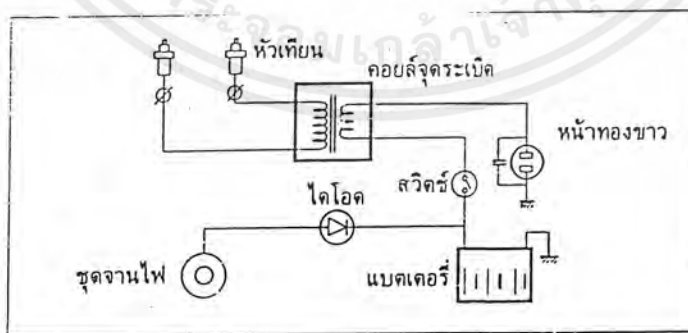 หัวเทียน
คอยล์จุดระเบิด
หน้าทองขาว
สวิตช์
ไดโอด
ชุดจานไฟ
แบตเตอรี่